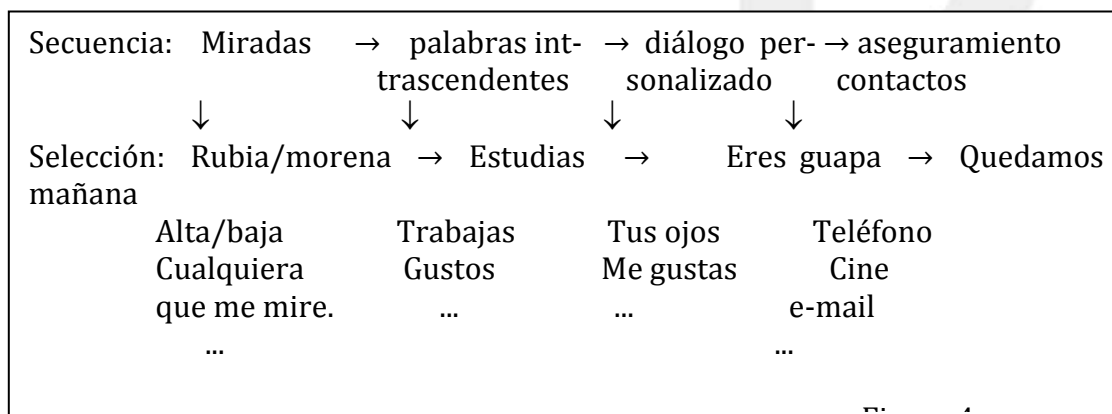 Secuencia: Miradas → palabras int- → diálogo per- → aseguramiento
trascendentes sonalizado contactos
↓ ↓ ↓ ↓
Selección: Rubia/morena → Estudias → Eres guapa → Quedamos
mañana
Alta/baja Trabajas Tus ojos Teléfono
Cualquiera Gustos Me gustas Cine
que me mire. ... ... e-mail
... ...